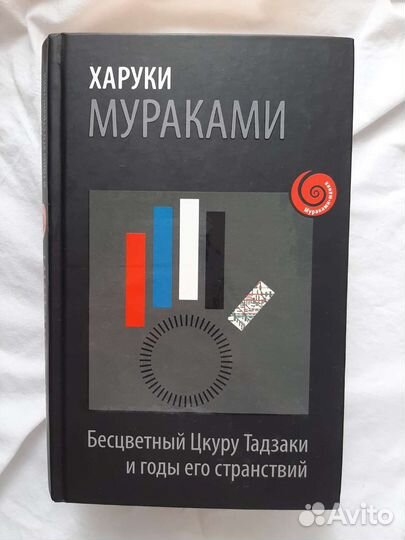 ХАРУКИ
МУРАКАМИ
Бесцветный Цкуру Тадзаки
и годы его странствий
Avito